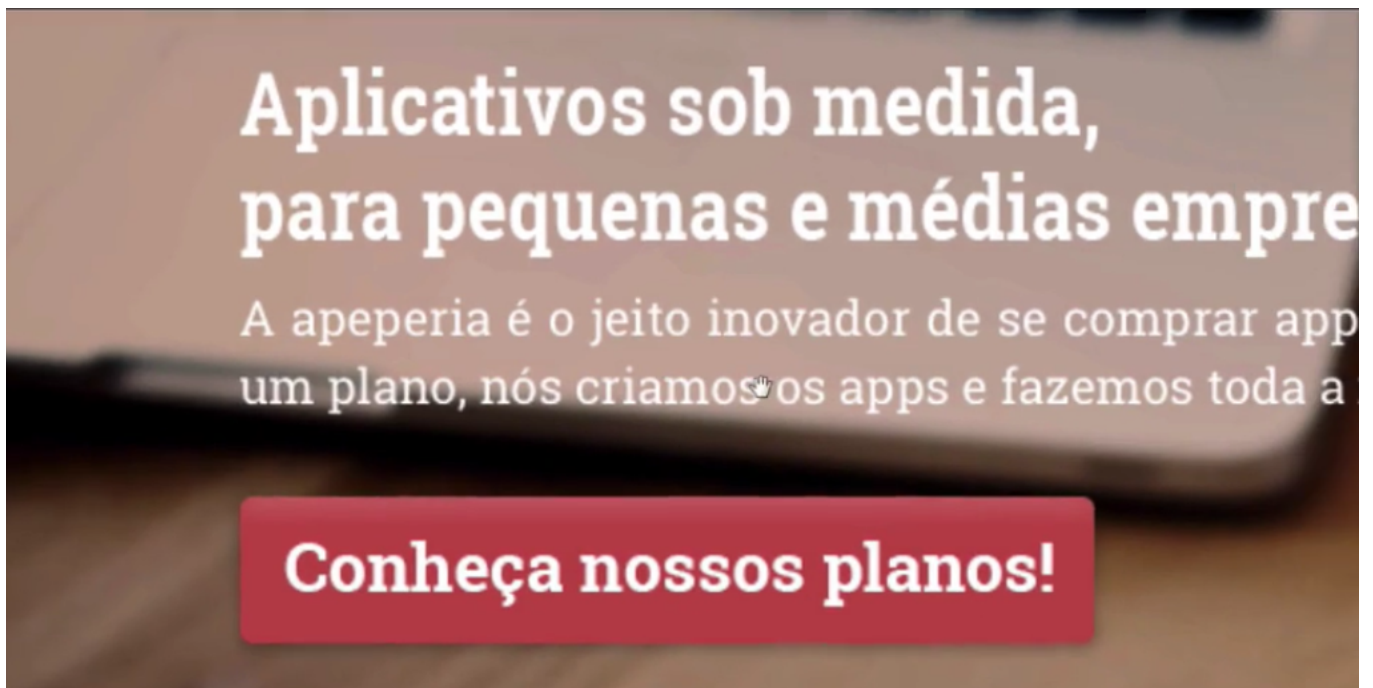 Aplicativos sob medida,
para pequenas e médias empre
A apeperia é o jeito inovador de se comprar app
um plano, nós criamos os apps e fazemos toda a
Conheça nossos planos!